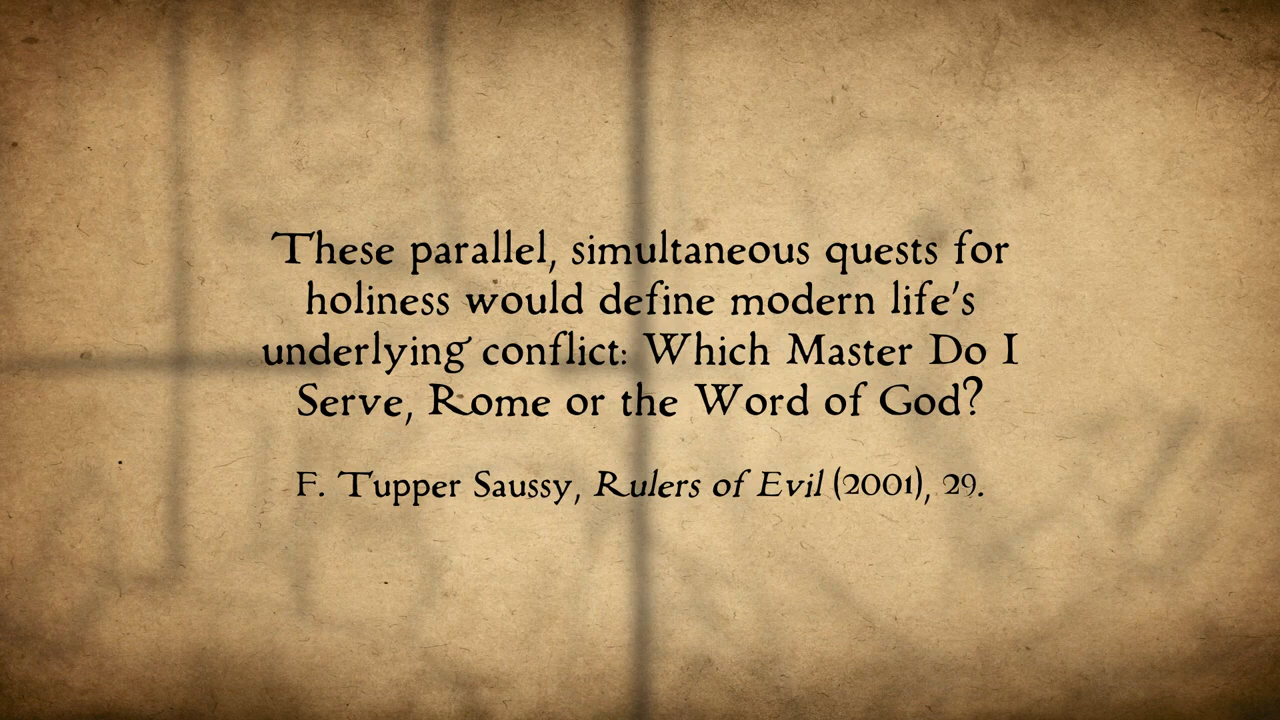 These parallel, simultaneous quests for
holiness would define modern life's
underlying conflict: Which Master Do I
Serve, Rome or the Word of God?
F. Tupper Saussy, Rulers of Evil (2001), 29.